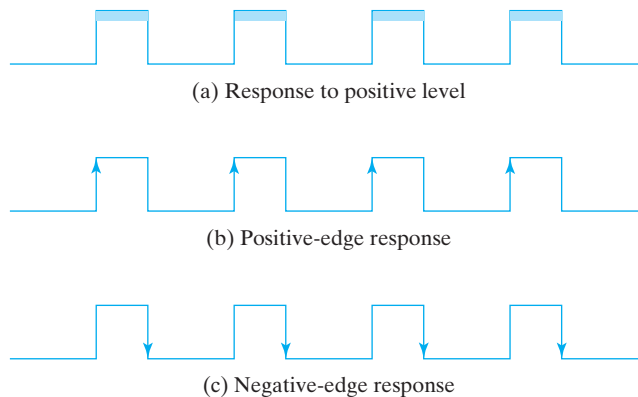 (a) Response to positive level
(b) Positive-edge response
(c) Negative-edge response